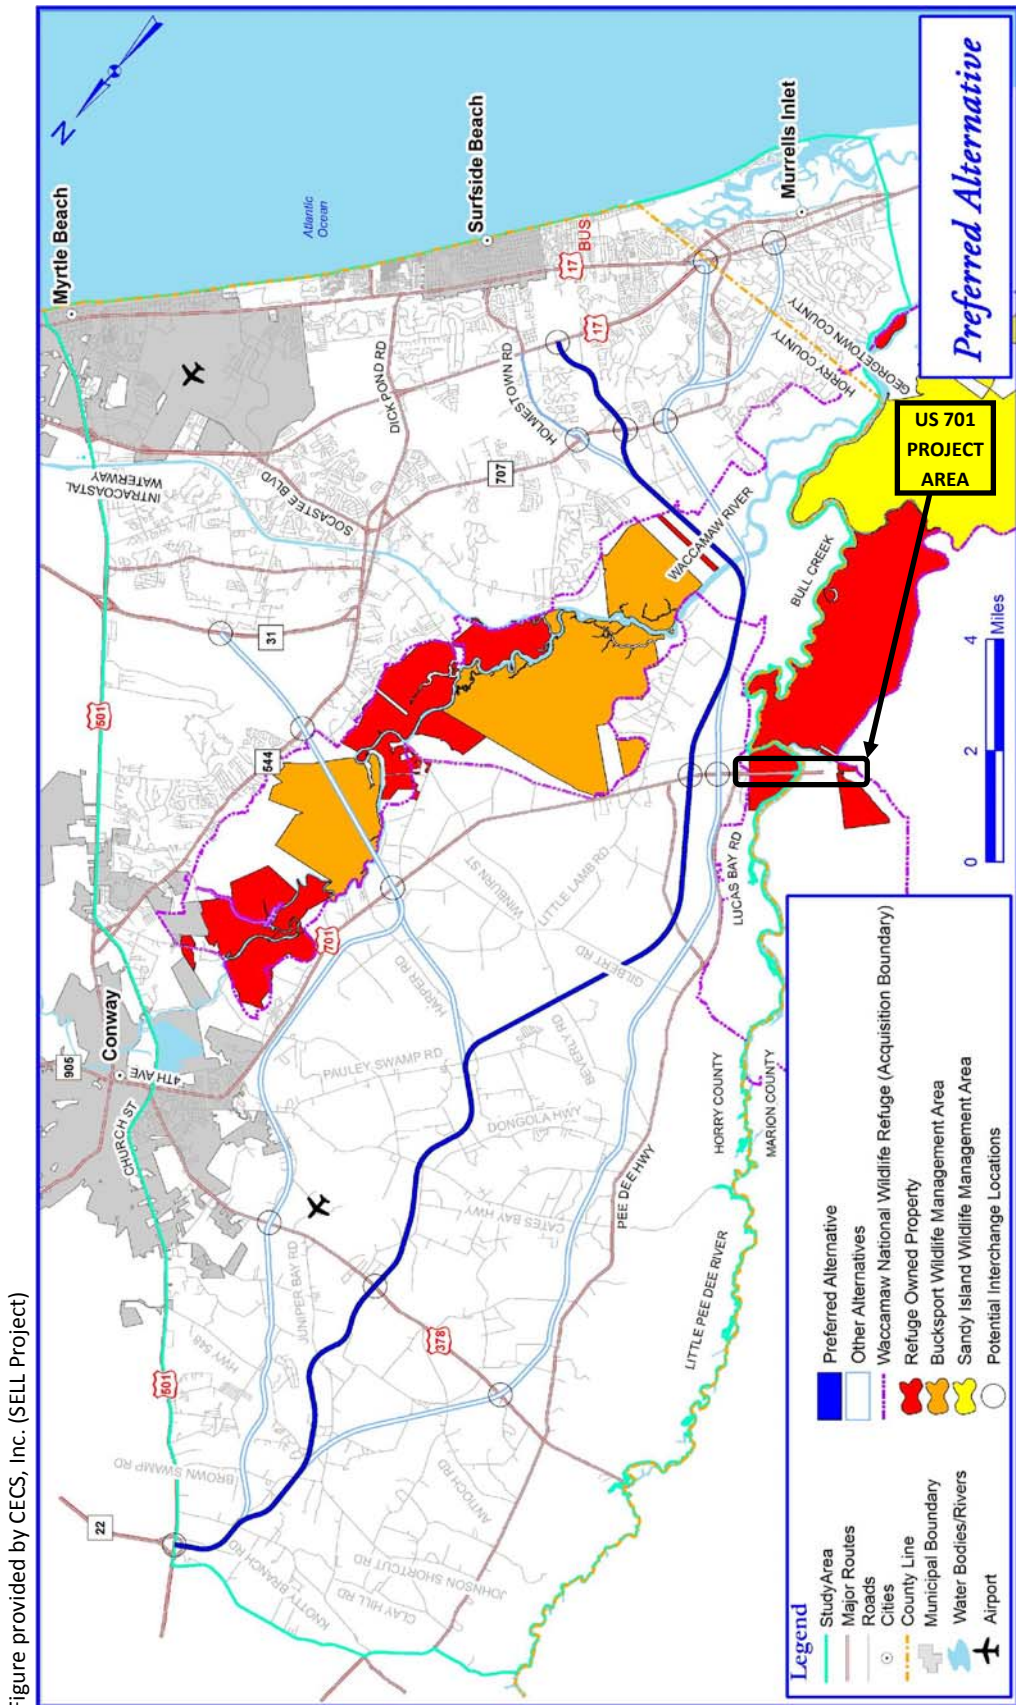 Figure provided by CECS, Inc. (SELL Project)
N
Myrtle Beach
Surfside Beach
Murrells Inlet
Atlantic
Ocean
Preferred Alternative
17
BUS
17
DICK POND RD
HOLMESTOWN RD
707
SOCASTEE BLVD
INTRACOASTAL
WATERWAY
HORRY COUNTY
GEORGETOWN COUNTY
US 701
PROJECT
AREA
WACCAMAW RIVER
BULL CREEK
31
501
544
701
Conway
905
4TH AVE
CHURCH ST
WINBURN ST
LITTLE LAMB RD
LUCAS BAY RD
GILBERT RD
HARPER RD
PAULEY SWAMP RD
BEVERLY RD
DONGOLA HWY
CATES BAY HWY
PEE DEE HWY
HORRY COUNTY
MARION COUNTY
LITTLE PEE DEE RIVER
JUNIPER BAY RD
HWY 548
378
501
BROWN SWAMP RD
22
ANTIOCH RD
KNOTTY BRANCH RD
JOHNSON SHORTCUT RD
CLAY HILL RD
0
2
4
Miles
Legend
StudyArea
Major Routes
Roads
Cities
County Line
Municipal Boundary
Water Bodies/Rivers
Airport
Preferred Alternative
Other Alternatives
Waccamaw National Wildlife Refuge (Acquisition Boundary)
Refuge Owned Property
Bucksport Wildlife Management Area
Sandy Island Wildlife Management Area
Potential Interchange Locations